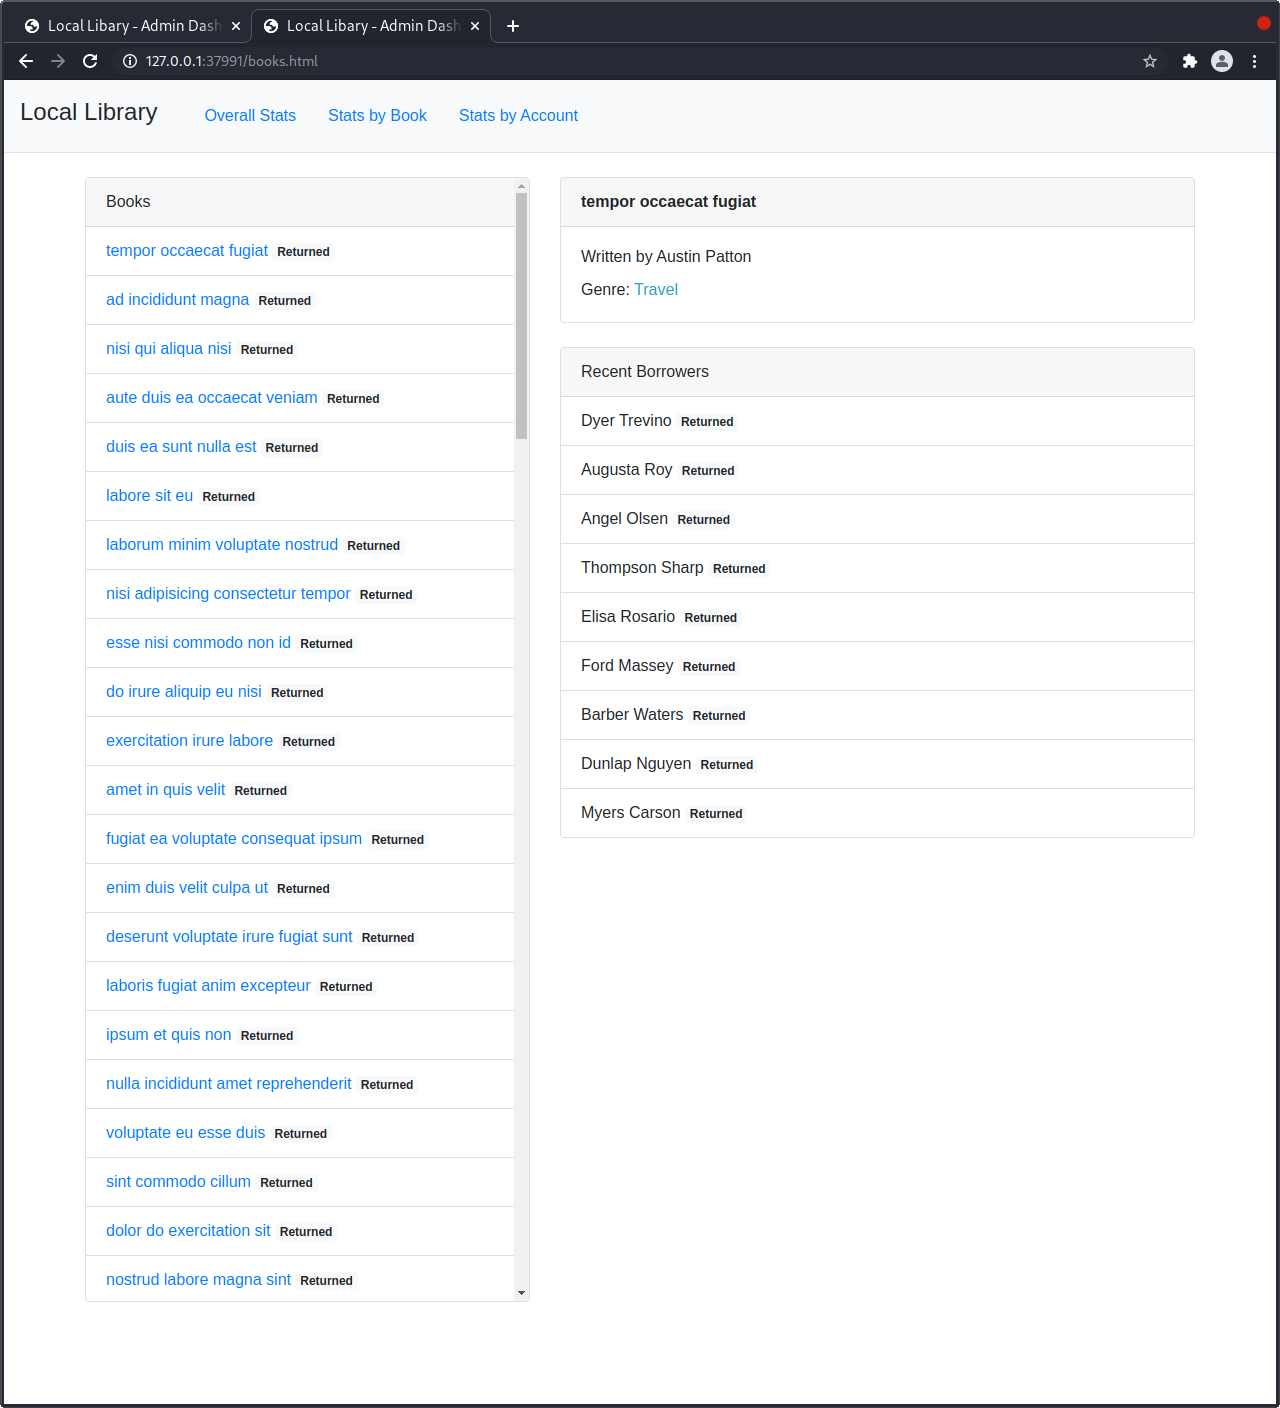 Local Libary - Admin Dash
Local Libary - Admin Dash
127.0.0.1:37991/books.html
Local Library
Overall Stats
Stats by Book
Stats by Account
Books
tempor occaecat fugiat Returned
ad incididunt magna Returned
nisi qui aliqua nisi Returned
aute duis ea occaecat veniam Returned
duis ea sunt nulla est Returned
labore sit eu Returned
laborum minim voluptate nostrud Returned
nisi adipisicing consectetur tempor Returned
esse nisi commodo non id Returned
do irure aliquip eu nisi Returned
exercitation irure labore Returned
amet in quis velit Returned
fugiat ea voluptate consequat ipsum Returned
enim duis velit culpa ut Returned
deserunt voluptate irure fugiat sunt Returned
laboris fugiat anim excepteur Returned
ipsum et quis non Returned
nulla incididunt amet reprehenderit Returned
voluptate eu esse duis Returned
sint commodo cillum Returned
dolor do exercitation sit Returned
nostrud labore magna sint Returned
tempor occaecat fugiat
Written by Austin Patton
Genre: Travel
Recent Borrowers
Dyer Trevino Returned
Augusta Roy Returned
Angel Olsen Returned
Thompson Sharp Returned
Elisa Rosario Returned
Ford Massey Returned
Barber Waters Returned
Dunlap Nguyen Returned
Myers Carson Returned